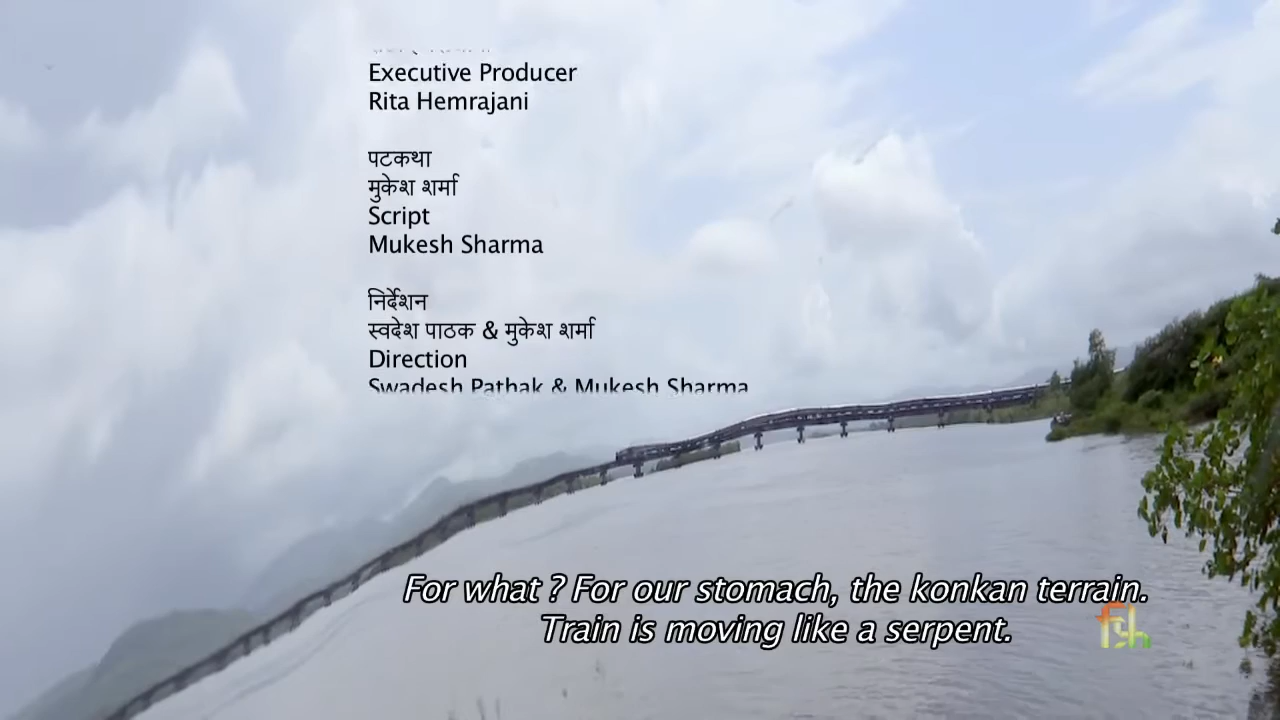 Executive Producer
Rita Hemrajani
पटकथा
मुकेश शर्मा
Script
Mukesh Sharma
निर्देशन
स्वदेश पाठक & मुकेश शर्मा
Direction
Swadesh Pathak & Mukesh Sharma
For what ? For our stomach, the konkan terrain.
Train is moving like a serpent.